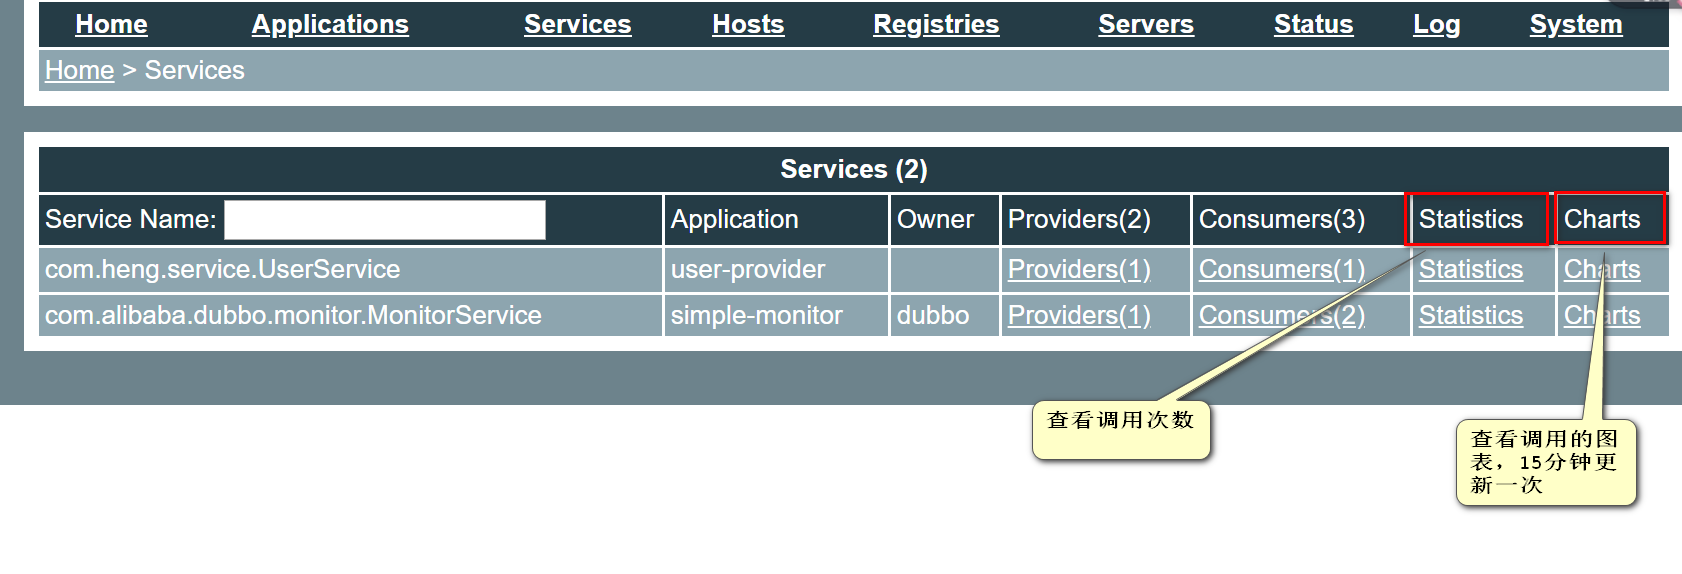 Home Applications Services Hosts Registries Servers Status Log System
Home > Services
Services (2)
Service Name: Application Owner Providers(2) Consumers(3) Statistics Charts
com.heng.service.UserService user-provider Providers(1) Consumers(1) Statistics Charts
com.alibaba.dubbo.monitor.MonitorService simple-monitor dubbo Providers(1) Consumers(2) Statistics Charts
查看调用次数
查看调用的图
表，15分钟更
新一次